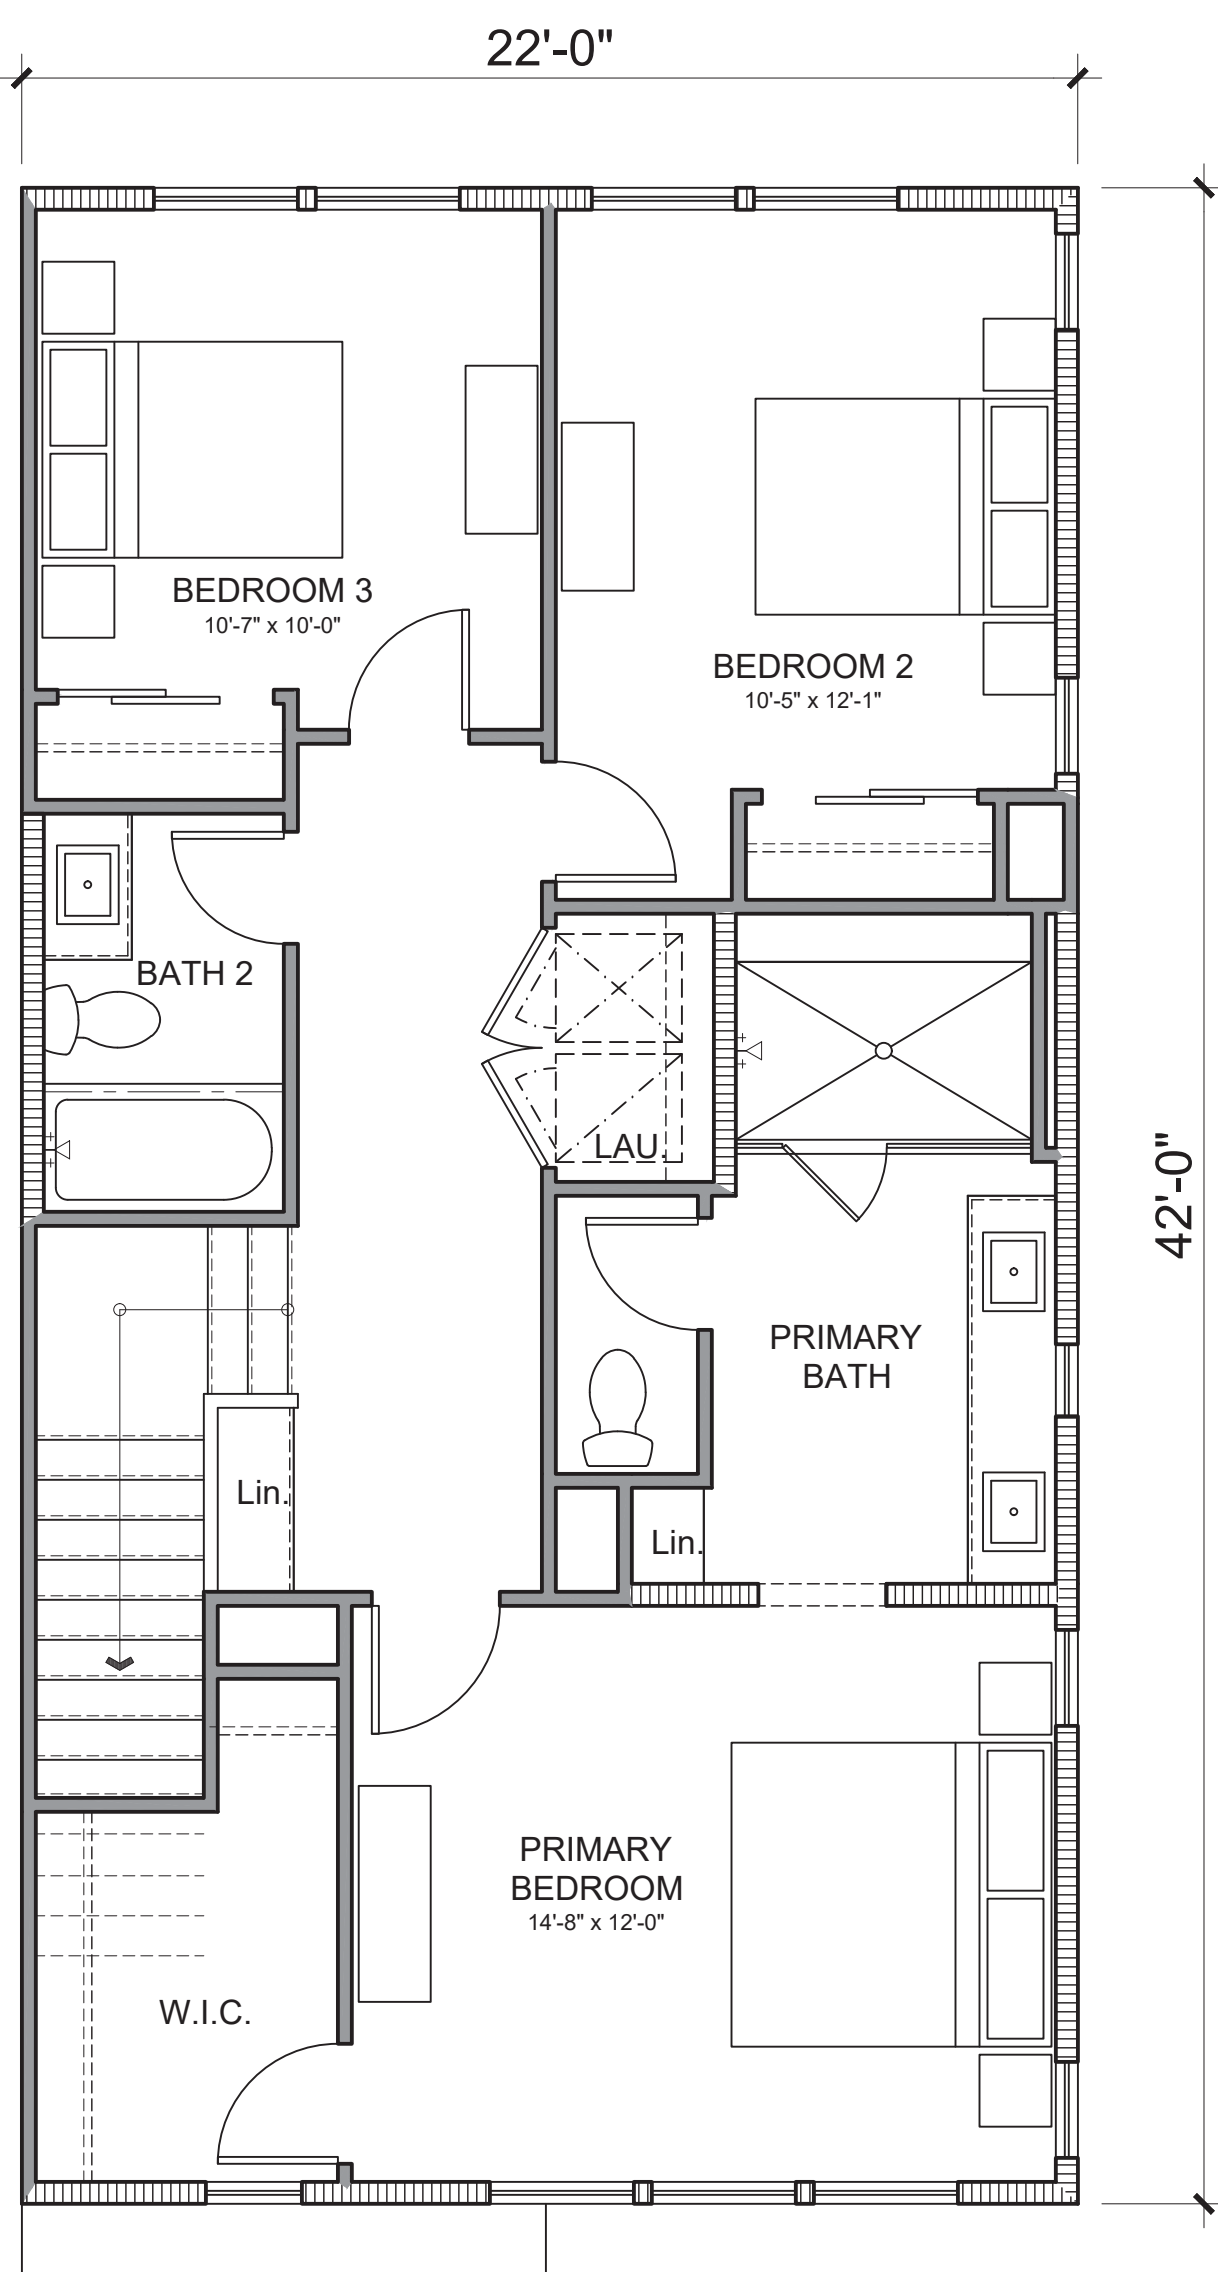 22'-0"
BEDROOM 3
10'-7" x 10'-0"
BEDROOM 2
10'-5" x 12'-1"
BATH 2
LAU.
42'-0"
PRIMARY
BATH
Lin.
Lin.
PRIMARY
BEDROOM
14'-8" x 12'-0"
W.I.C.